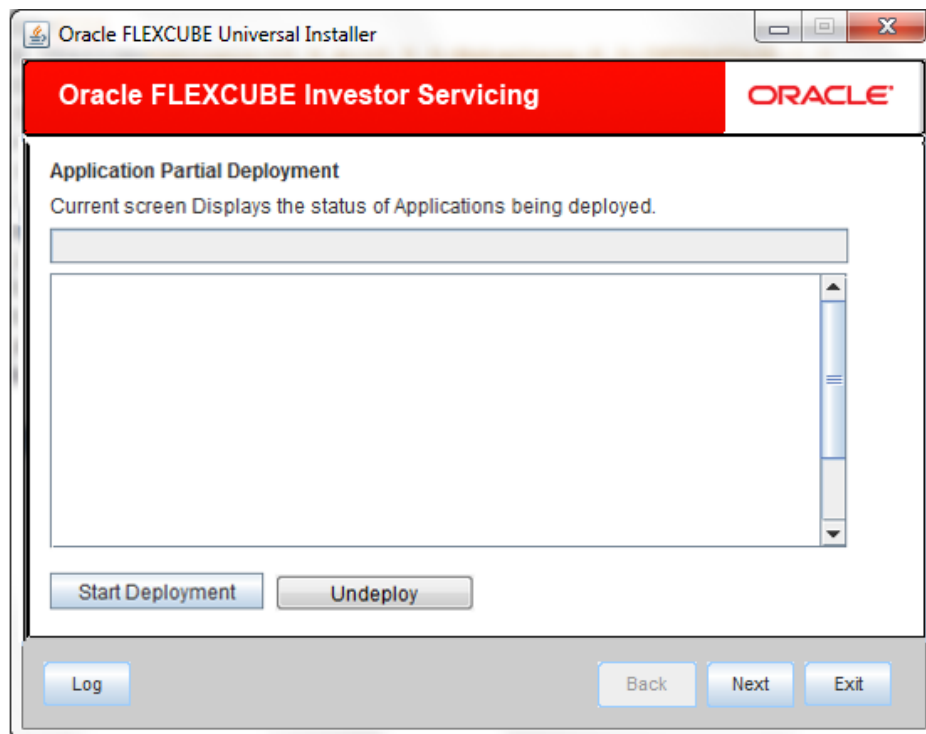 Oracle FLEXCUBE Universal Installer
Oracle FLEXCUBE Investor Servicing
ORACLE
Application Partial Deployment
Current screen Displays the status of Applications being deployed.
Start Deployment Undeploy
Log Back Next Exit